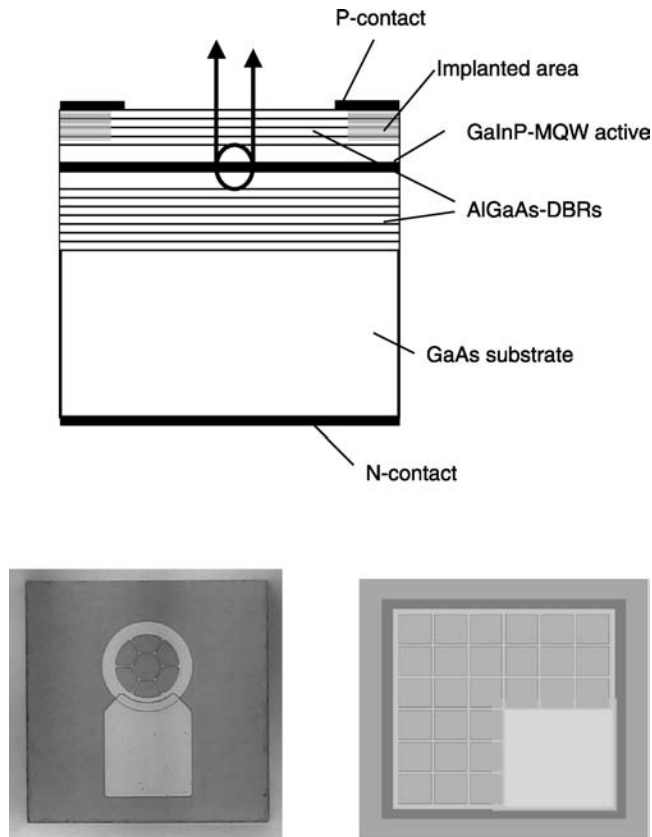 P-contact
Implanted area
GaInP-MQW active
AlGaAs-DBRs
GaAs substrate
N-contact